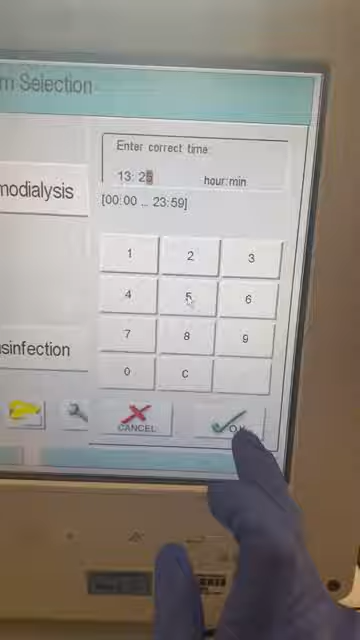 m Selection
Enter correct time:
13: 25
hour:min
[00:00 ... 23:59]
modialysis
1 2 3
4 5 6
7 8 9
sinfection
0 C
CANCEL